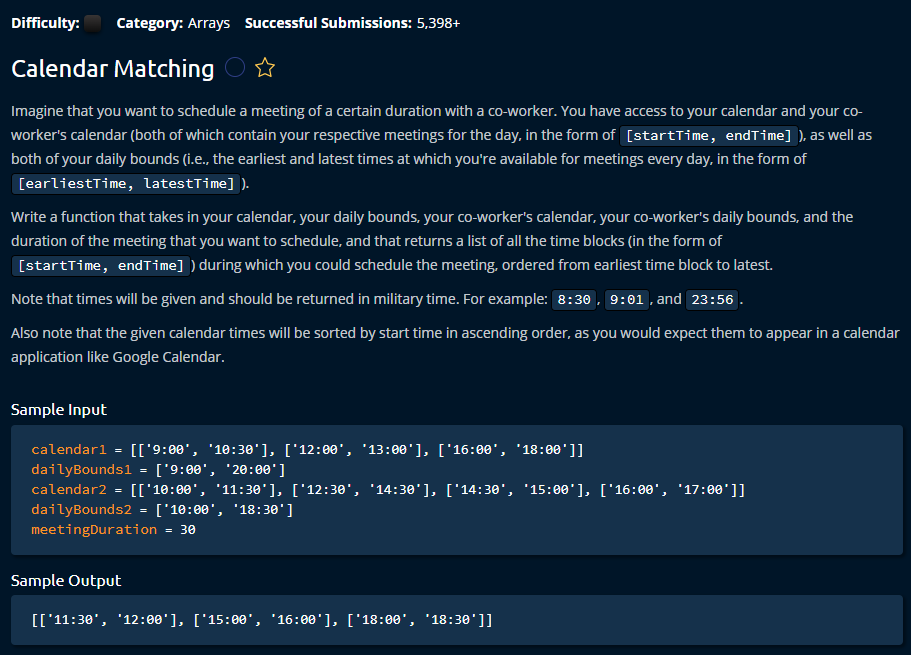 Difficulty: Category: Arrays Successful Submissions: 5,398+
Calendar Matching
Imagine that you want to schedule a meeting of a certain duration with a co-worker. You have access to your calendar and your co-
worker's calendar (both of which contain your respective meetings for the day, in the form of [startTime, endTime] ), as well as
both of your daily bounds (i.e., the earliest and latest times at which you're available for meetings every day, in the form of
[earliestTime, latestTime] ).
Write a function that takes in your calendar, your daily bounds, your co-worker's calendar, your co-worker's daily bounds, and the
duration of the meeting that you want to schedule, and that returns a list of all the time blocks (in the form of
[startTime, endTime] ) during which you could schedule the meeting, ordered from earliest time block to latest.
Note that times will be given and should be returned in military time. For example: 8:30 , 9:01 , and 23:56 .
Also note that the given calendar times will be sorted by start time in ascending order, as you would expect them to appear in a calendar
application like Google Calendar.
Sample Input
calendar1 = [['9:00', '10:30'], ['12:00', '13:00'], ['16:00', '18:00']]
dailyBounds1 = ['9:00', '20:00']
calendar2 = [['10:00', '11:30'], ['12:30', '14:30'], ['14:30', '15:00'], ['16:00', '17:00']]
dailyBounds2 = ['10:00', '18:30']
meetingDuration = 30
Sample Output
[['11:30', '12:00'], ['15:00', '16:00'], ['18:00', '18:30']]